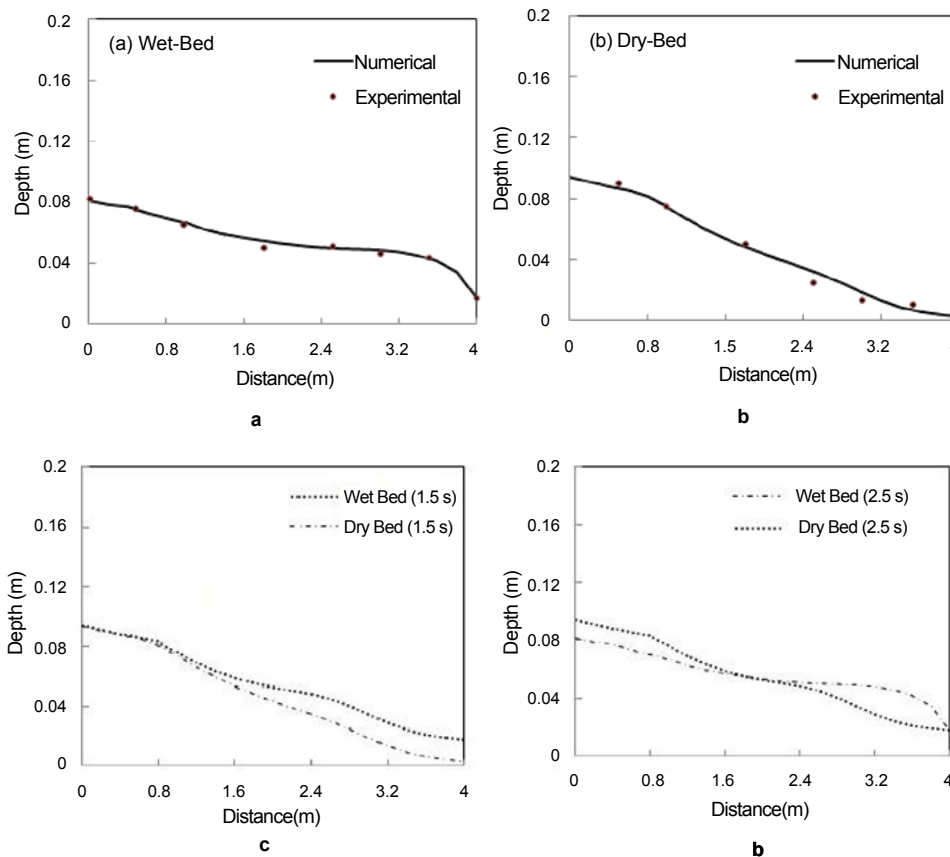 0.2
(a) Wet-Bed
Numerical
Experimental
0.16
0.12
0.08
0.04
0
Depth (m)
0 0.8 1.6 2.4 3.2 4
Distance(m)
a
0.2
(b) Dry-Bed
Numerical
Experimental
0.16
0.12
0.08
0.04
0
Depth (m)
0 0.8 1.6 2.4 3.2
Distance(m)
b
0.2
Wet Bed (1.5 s)
Dry Bed (1.5 s)
0.16
0.12
0.08
0.04
0
Depth (m)
0 0.8 1.6 2.4 3.2 4
Distance(m)
c
0.2
Wet Bed (2.5 s)
Dry Bed (2.5 s)
0.16
0.12
0.08
0.04
0
Depth (m)
0 0.8 1.6 2.4 3.2 4
Distance(m)
b